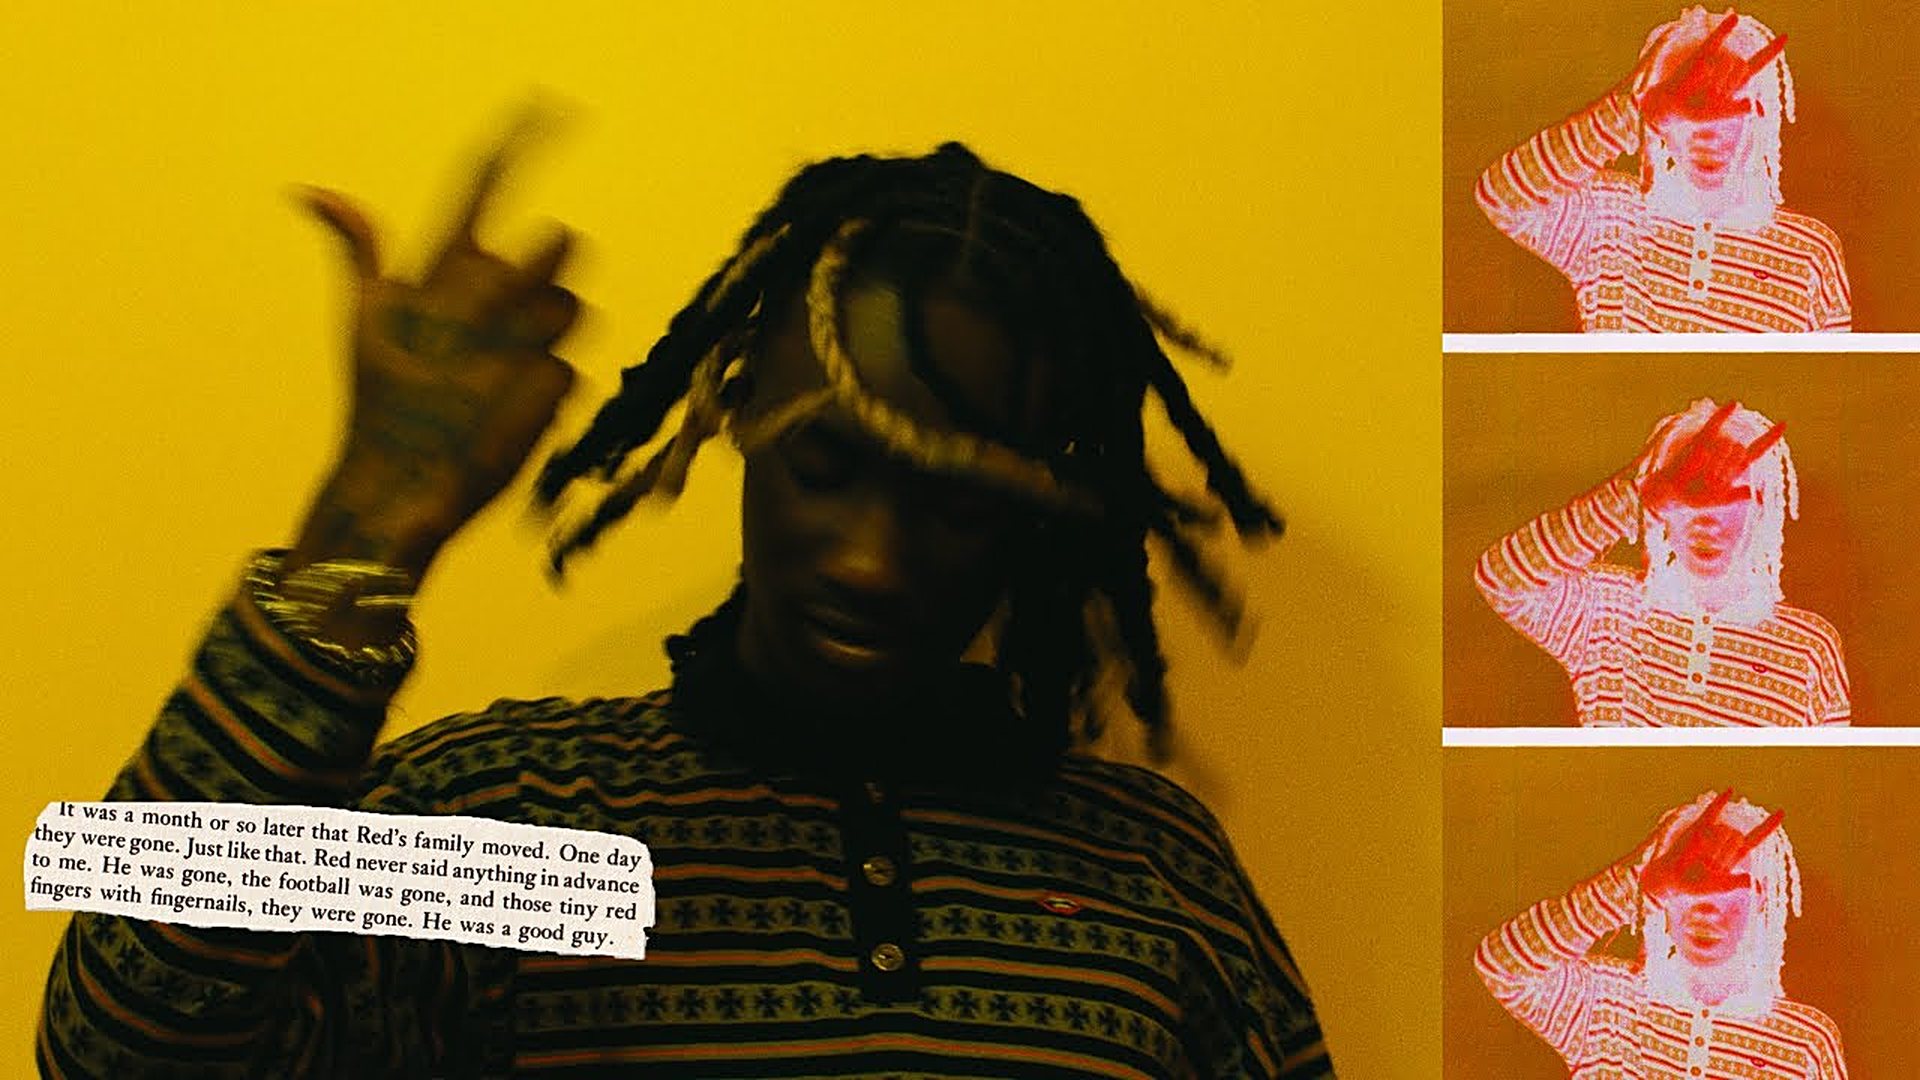 It was a month or so later that Red's family moved. One day
they were gone. Just like that. Red never said anything in advance
to me. He was gone, the football was gone, and those tiny red
fingers with fingernails, they were gone. He was a good guy.